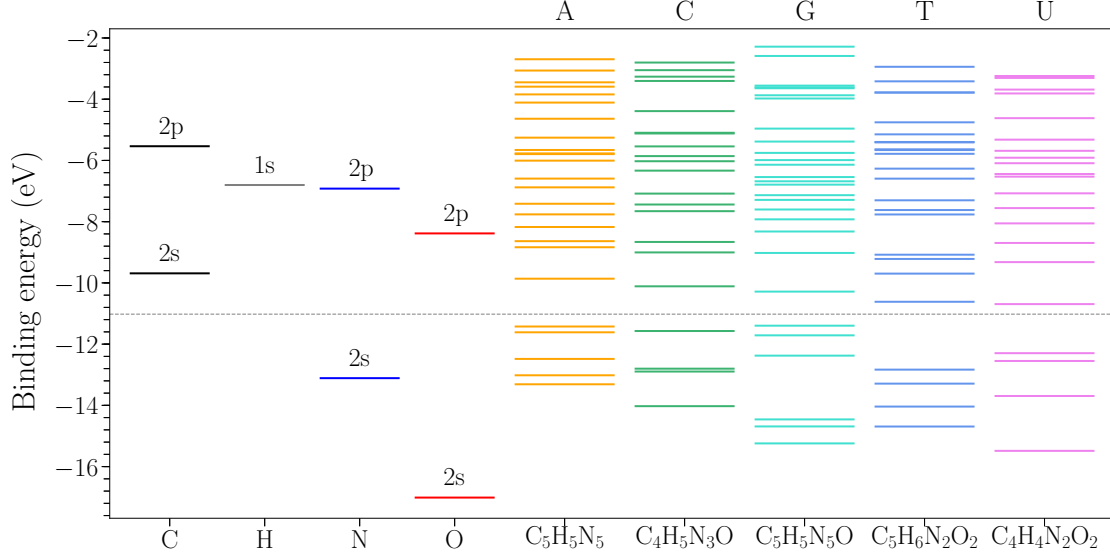 A C G T U
Binding energy (eV)
−2
−4
−6
−8
−10
−12
−14
−16
2p
2s
1s
2p
2s
2p
2s
C H N O C₅H₅N₅ C₄H₅N₃O C₅H₅N₅O C₅H₆N₂O₂ C₄H₄N₂O₂